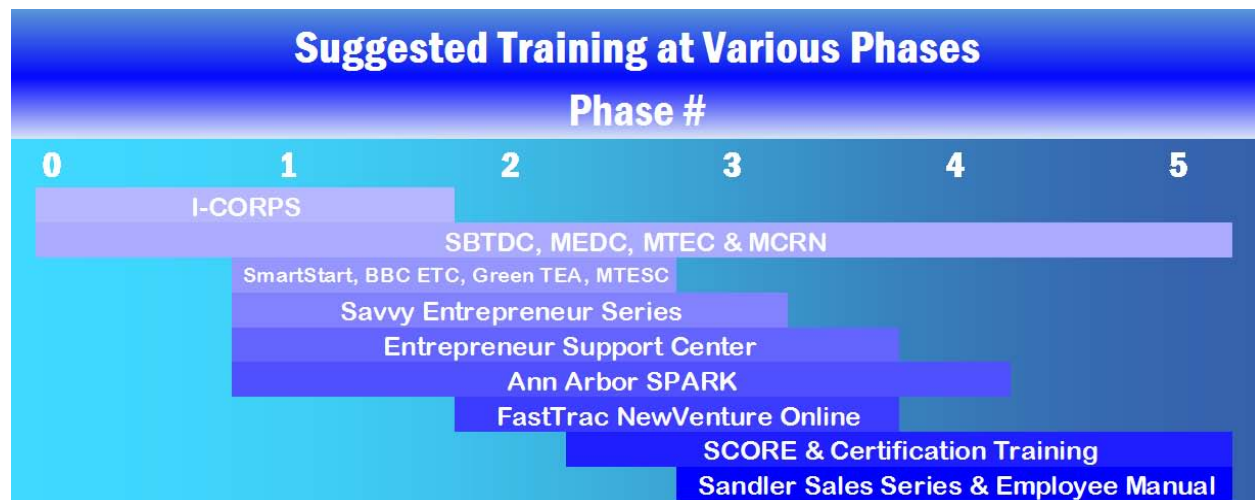 Suggested Training at Various Phases
Phase #
0 1 2 3 4 5
I-CORPS
SBTDC, MEDC, MTEC & MCRN
SmartStart, BBC ETC, Green TEA, MTESC
Savvy Entrepreneur Series
Entrepreneur Support Center
Ann Arbor SPARK
FastTrac NewVenture Online
SCORE & Certification Training
Sandler Sales Series & Employee Manual